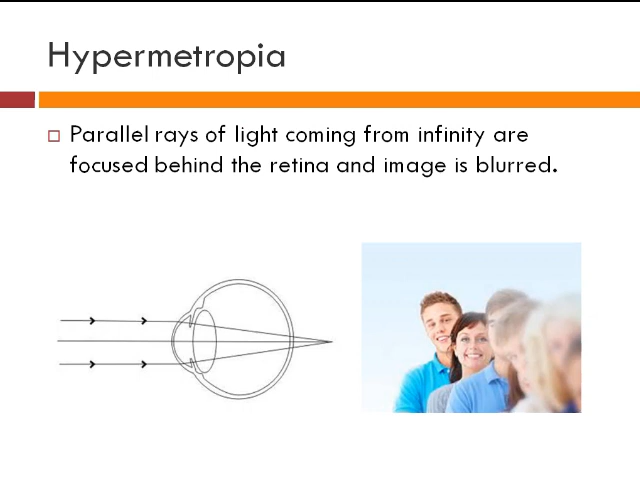 Hypermetropia
Parallel rays of light coming from infinity are
focused behind the retina and image is blurred.